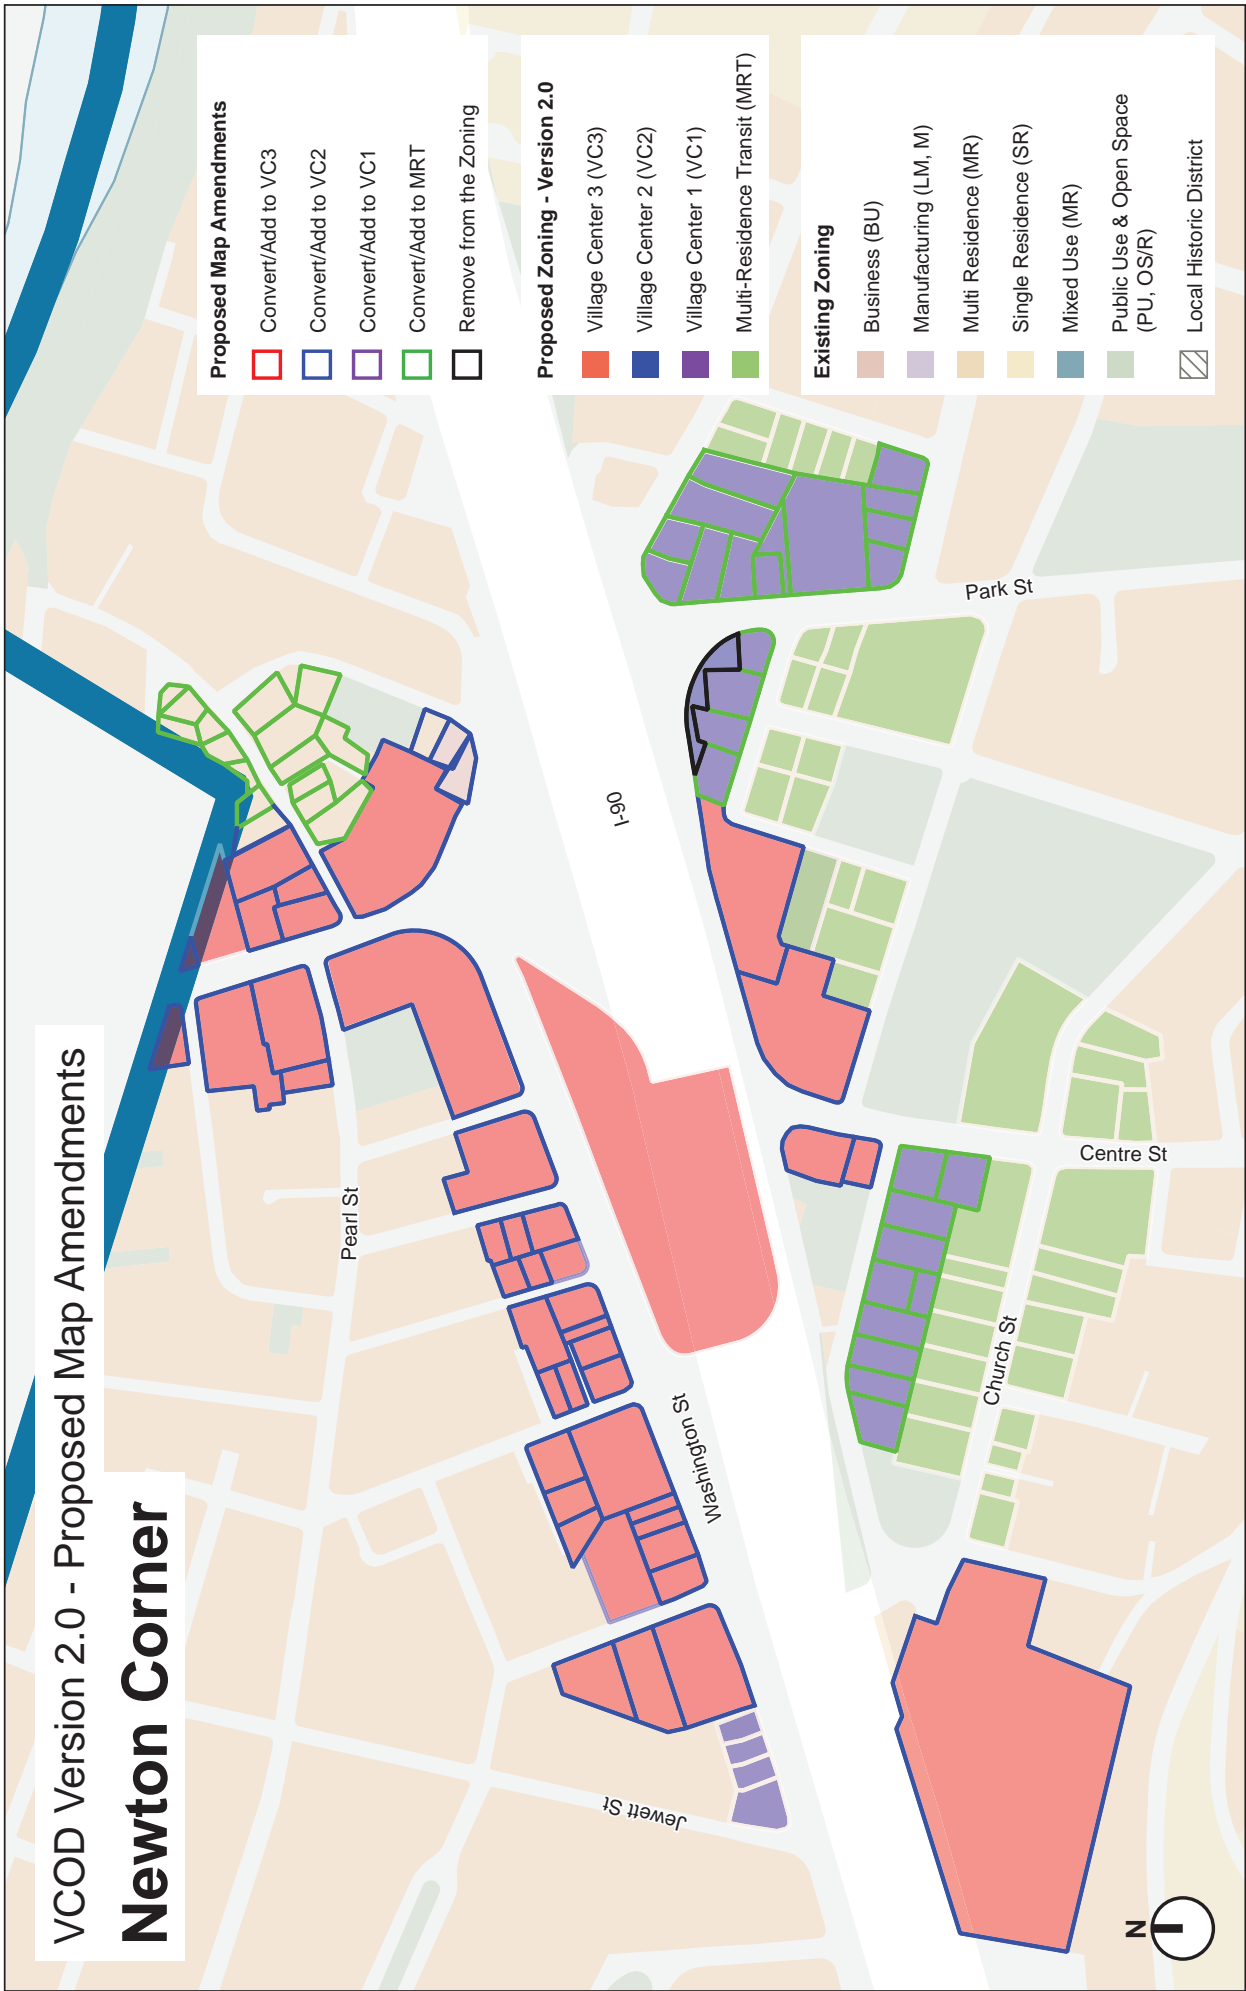 VCOD Version 2.0 - Proposed Map Amendments
Newton Corner
Proposed Map Amendments
Convert/Add to VC3
Convert/Add to VC2
Convert/Add to VC1
Convert/Add to MRT
Remove from the Zoning
Proposed Zoning - Version 2.0
Village Center 3 (VC3)
Village Center 2 (VC2)
Village Center 1 (VC1)
Multi-Residence Transit (MRT)
Existing Zoning
Business (BU)
Manufacturing (LM, M)
Multi Residence (MR)
Single Residence (SR)
Mixed Use (MR)
Public Use & Open Space
(PU, OS/R)
Local Historic District
Pearl St
Washington St
Jewett St
I-90
Park St
Centre St
Church St
N